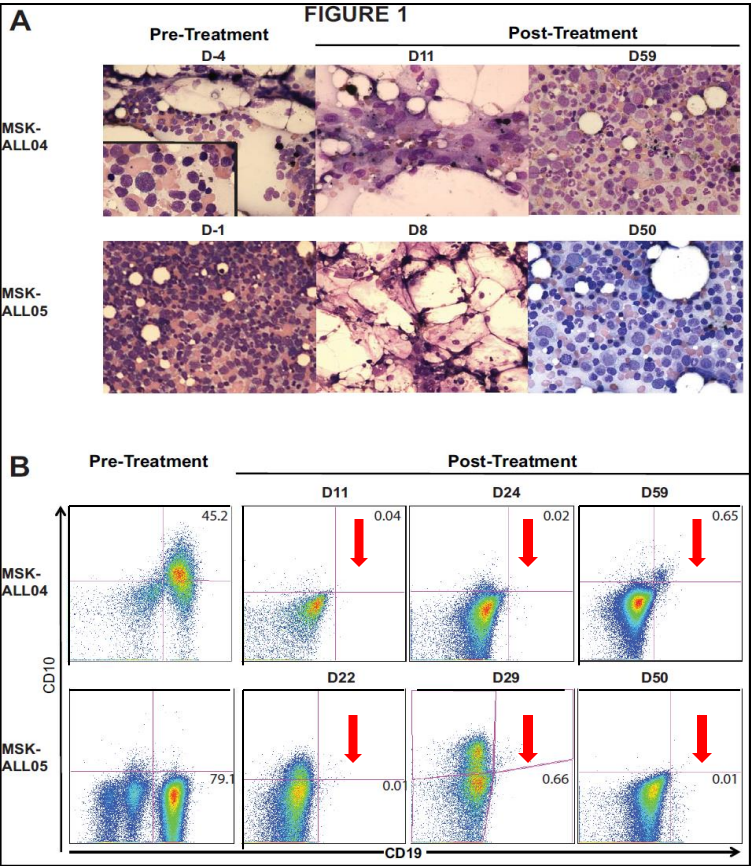 FIGURE 1
A
Pre-Treatment
Post-Treatment
D-4
D11
D59
MSK-
ALL04
D-1
D8
D50
MSK-
ALL05
B
Pre-Treatment
Post-Treatment
D11
D24
D59
45.2
0.04
0.02
0.65
MSK-
ALL04
CD10
D22
D29
D50
MSK-
ALL05
79.1
0.01
0.66
0.01
CD19